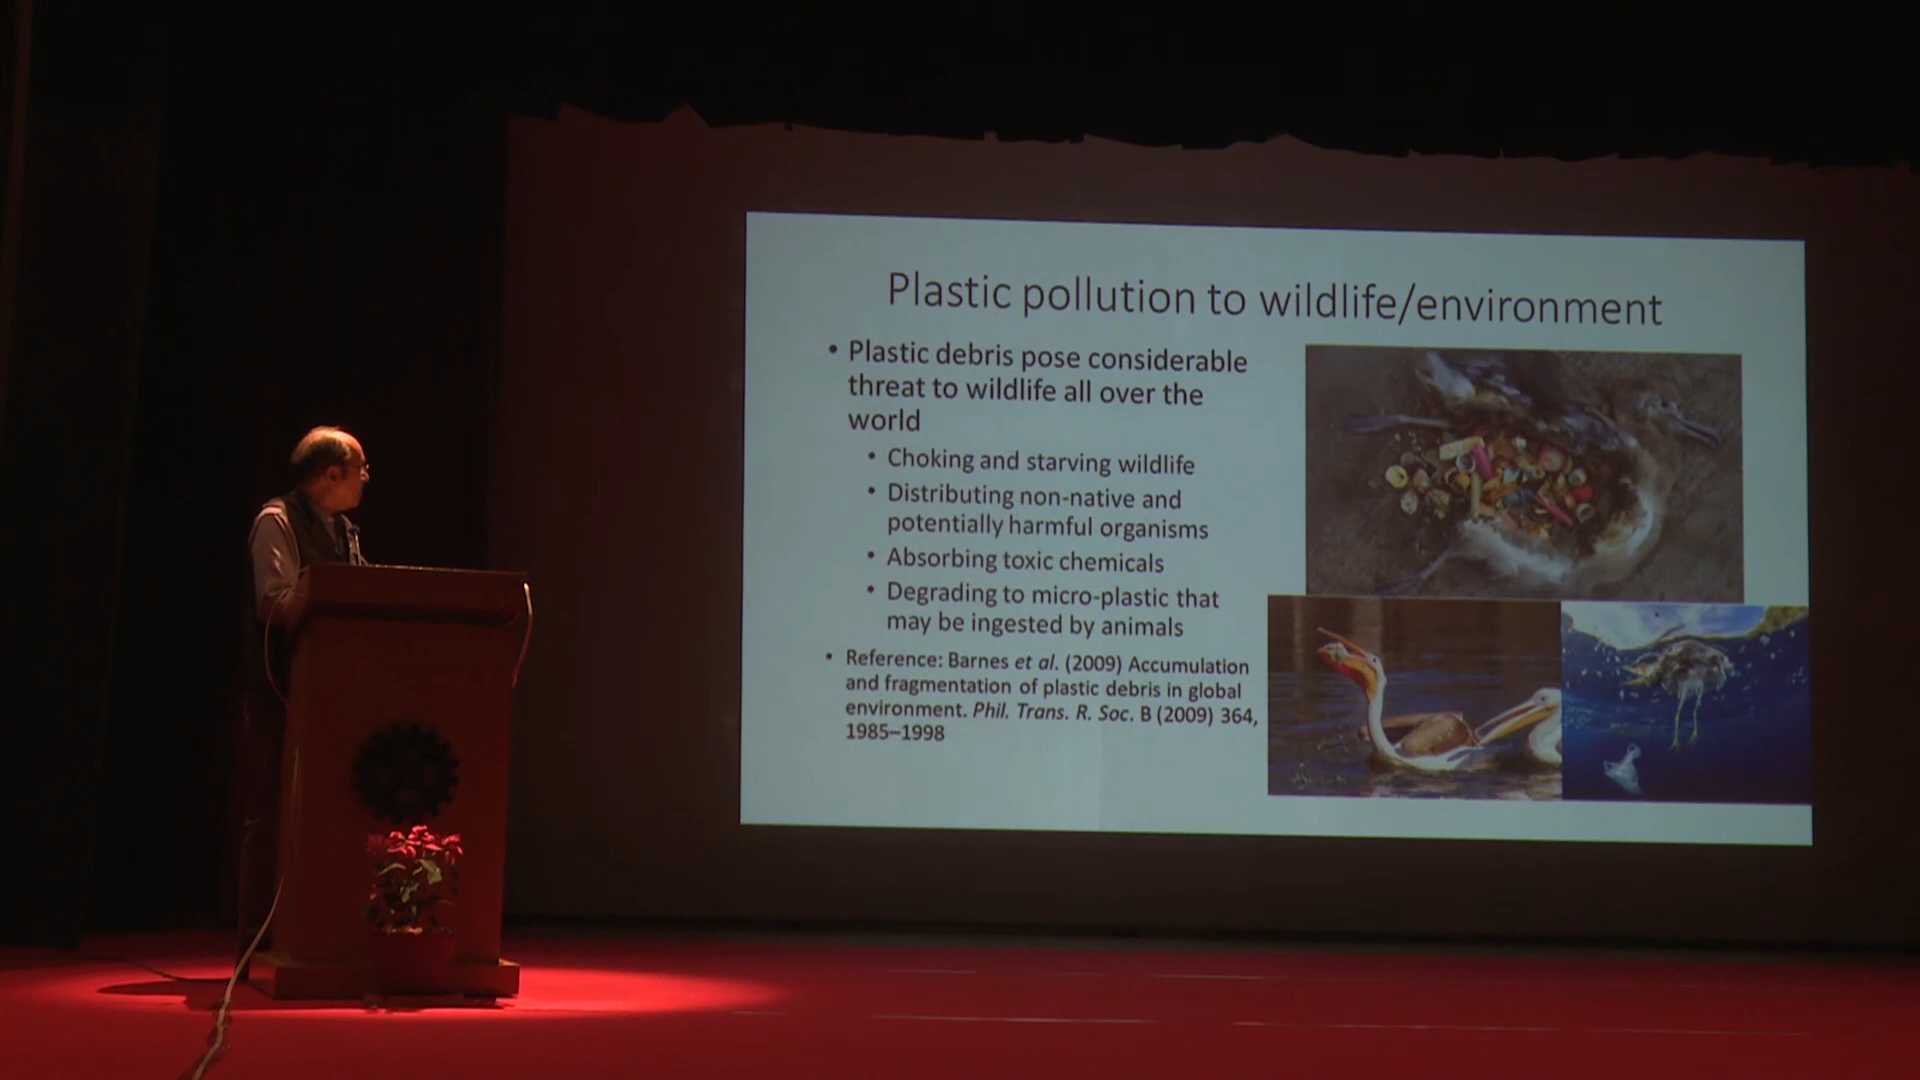 Plastic pollution to wildlife/environment
• Plastic debris pose considerable
threat to wildlife all over the
world
• Choking and starving wildlife
• Distributing non-native and
potentially harmful organisms
• Absorbing toxic chemicals
• Degrading to micro-plastic that
may be ingested by animals
• Reference: Barnes et al. (2009) Accumulation
and fragmentation of plastic debris in global
environment. Phil. Trans. R. Soc. B (2009) 364,
1985–1998